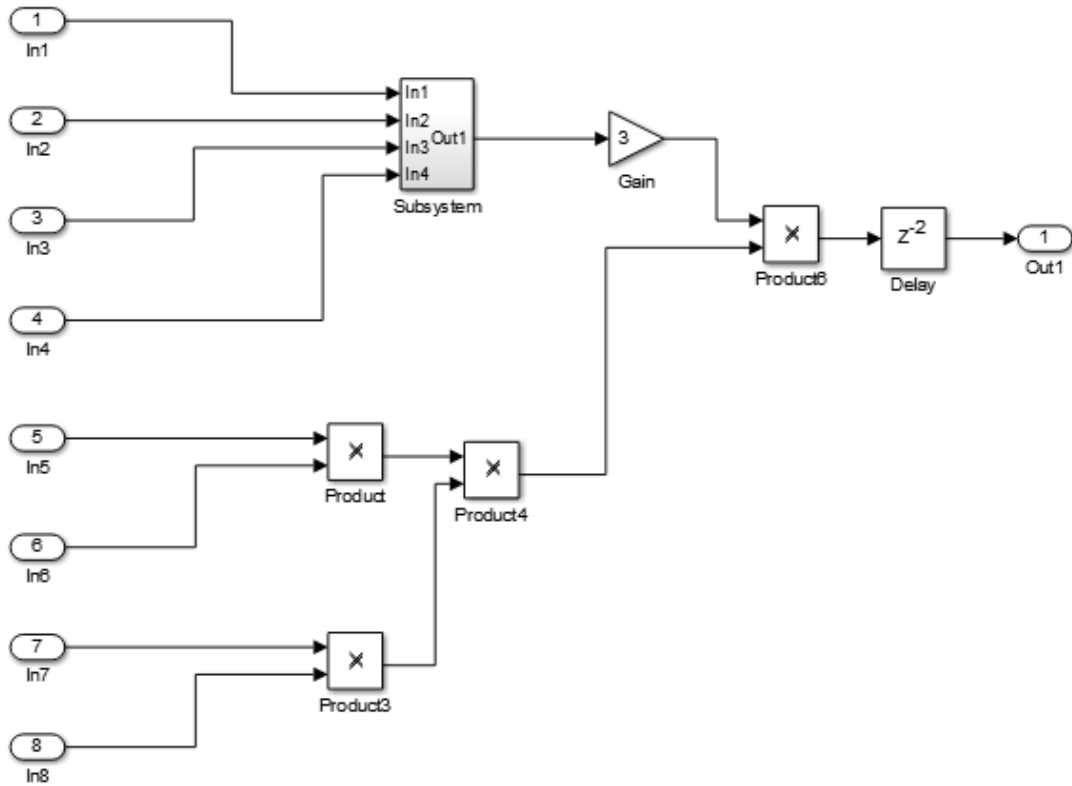 1
In1
2
In2
3
In3
4
In4
In1
In2
In3
In4
Out1
Subsystem
3
Gain
×
Product6
Z-2
Delay
1
Out1
5
In5
6
In6
×
Product
×
Product4
7
In7
8
In8
×
Product3